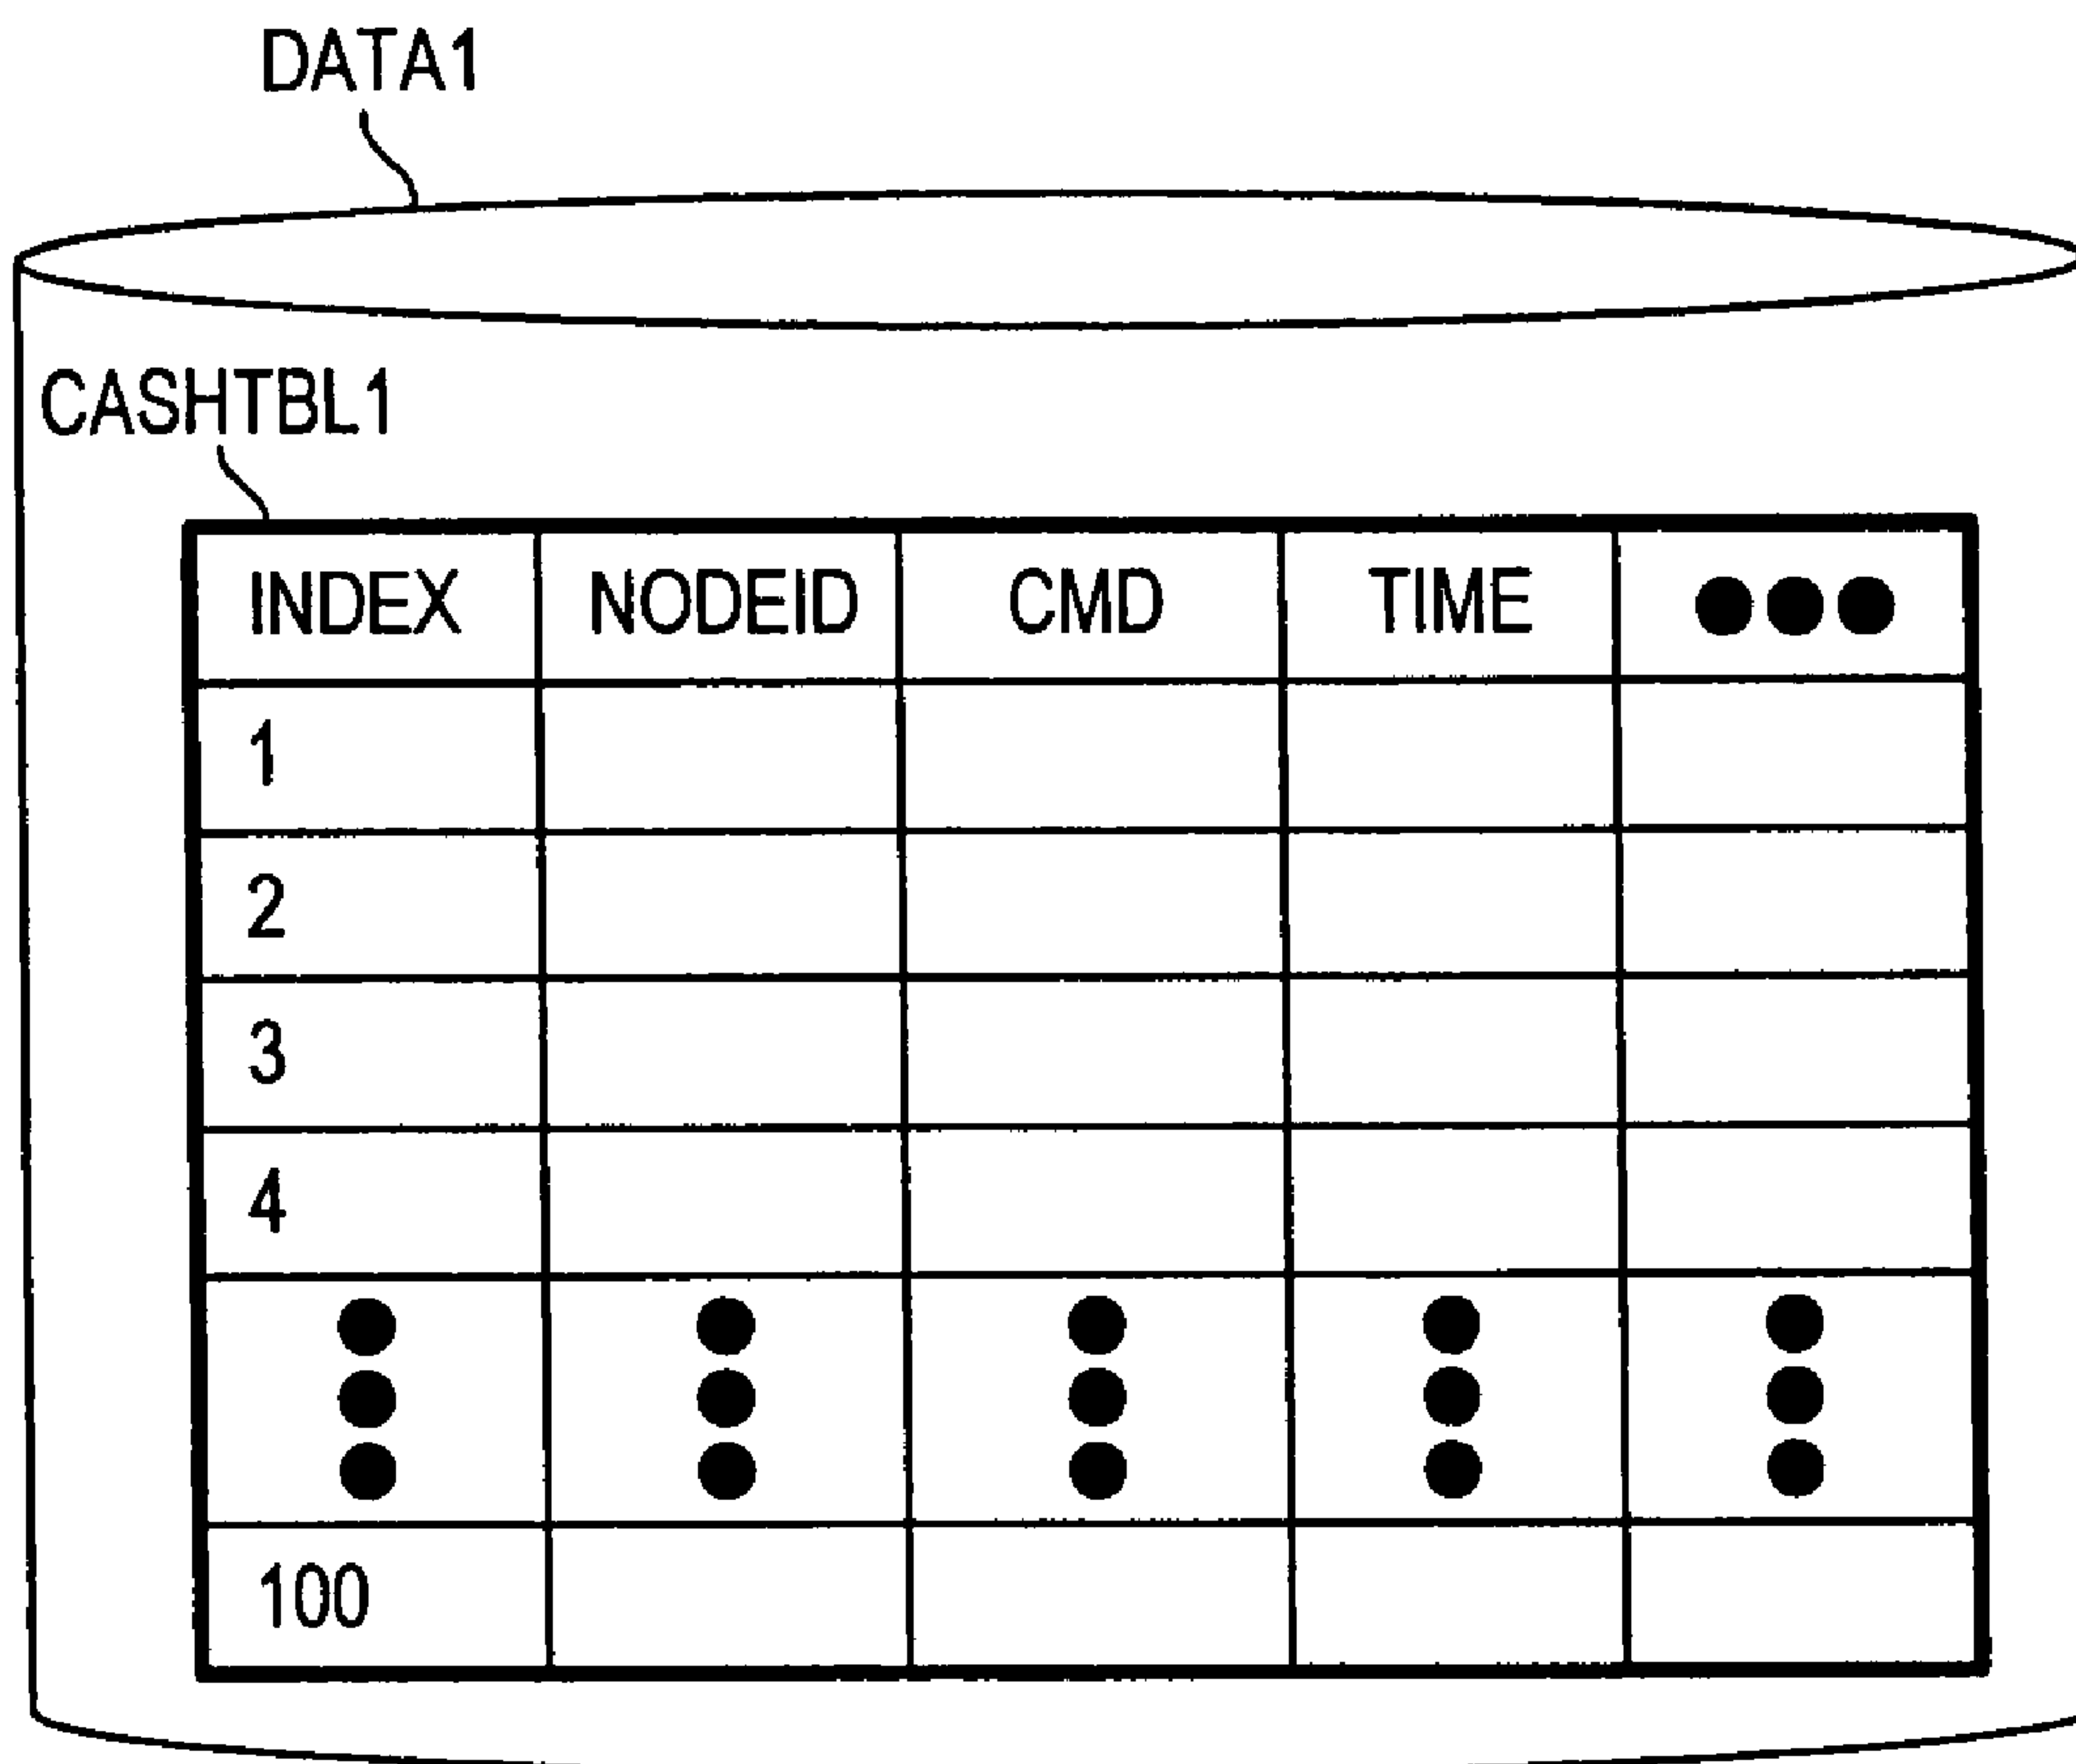 DATA1
CASHTBL1
INDEX NODEID CMD TIME ●●●
1
2
3
4
● ● ● ● ●
● ● ● ● ●
● ● ● ● ●
100